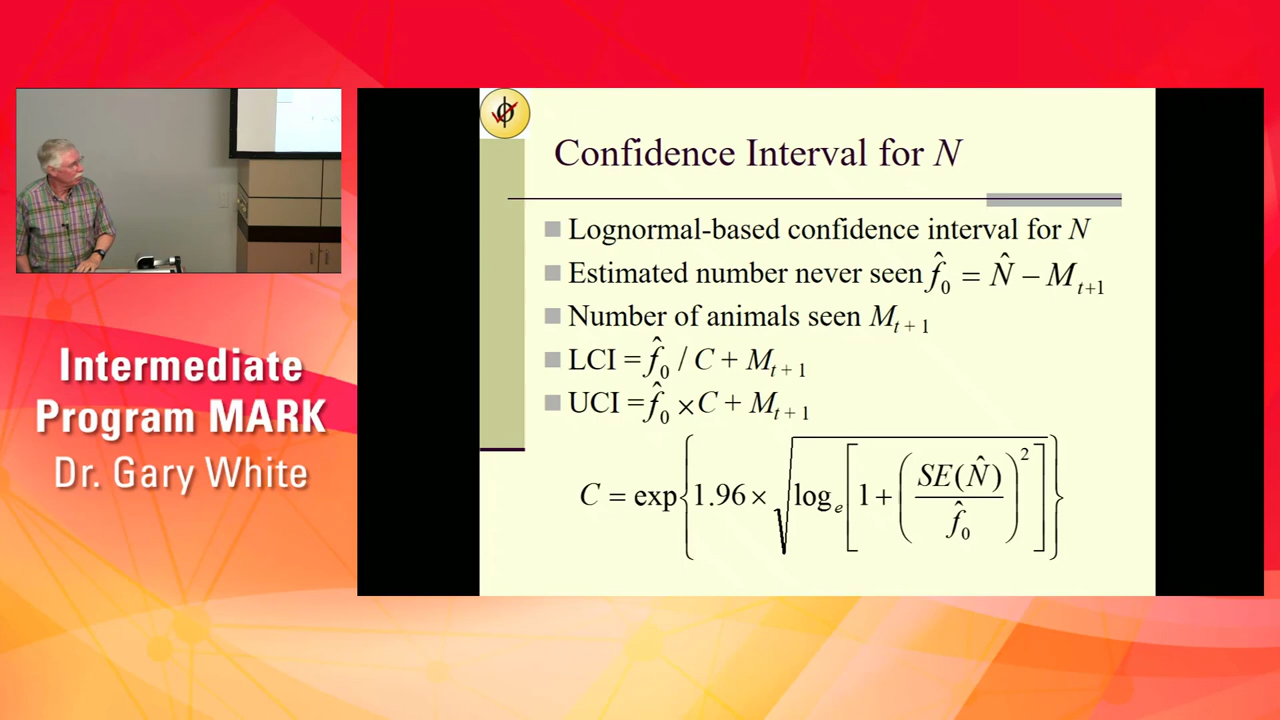 Confidence Interval for N
Lognormal-based confidence interval for N
Estimated number never seen f̂₀ = N̂ − Mₜ₊₁
Number of animals seen Mₜ₊₁
LCI = f̂₀ / C + Mₜ₊₁
UCI = f̂₀ × C + Mₜ₊₁
C = exp{1.96 × √(logₑ[1 + (SE(N̂) / f̂₀)²])}
Intermediate
Program MARK
Dr. Gary White